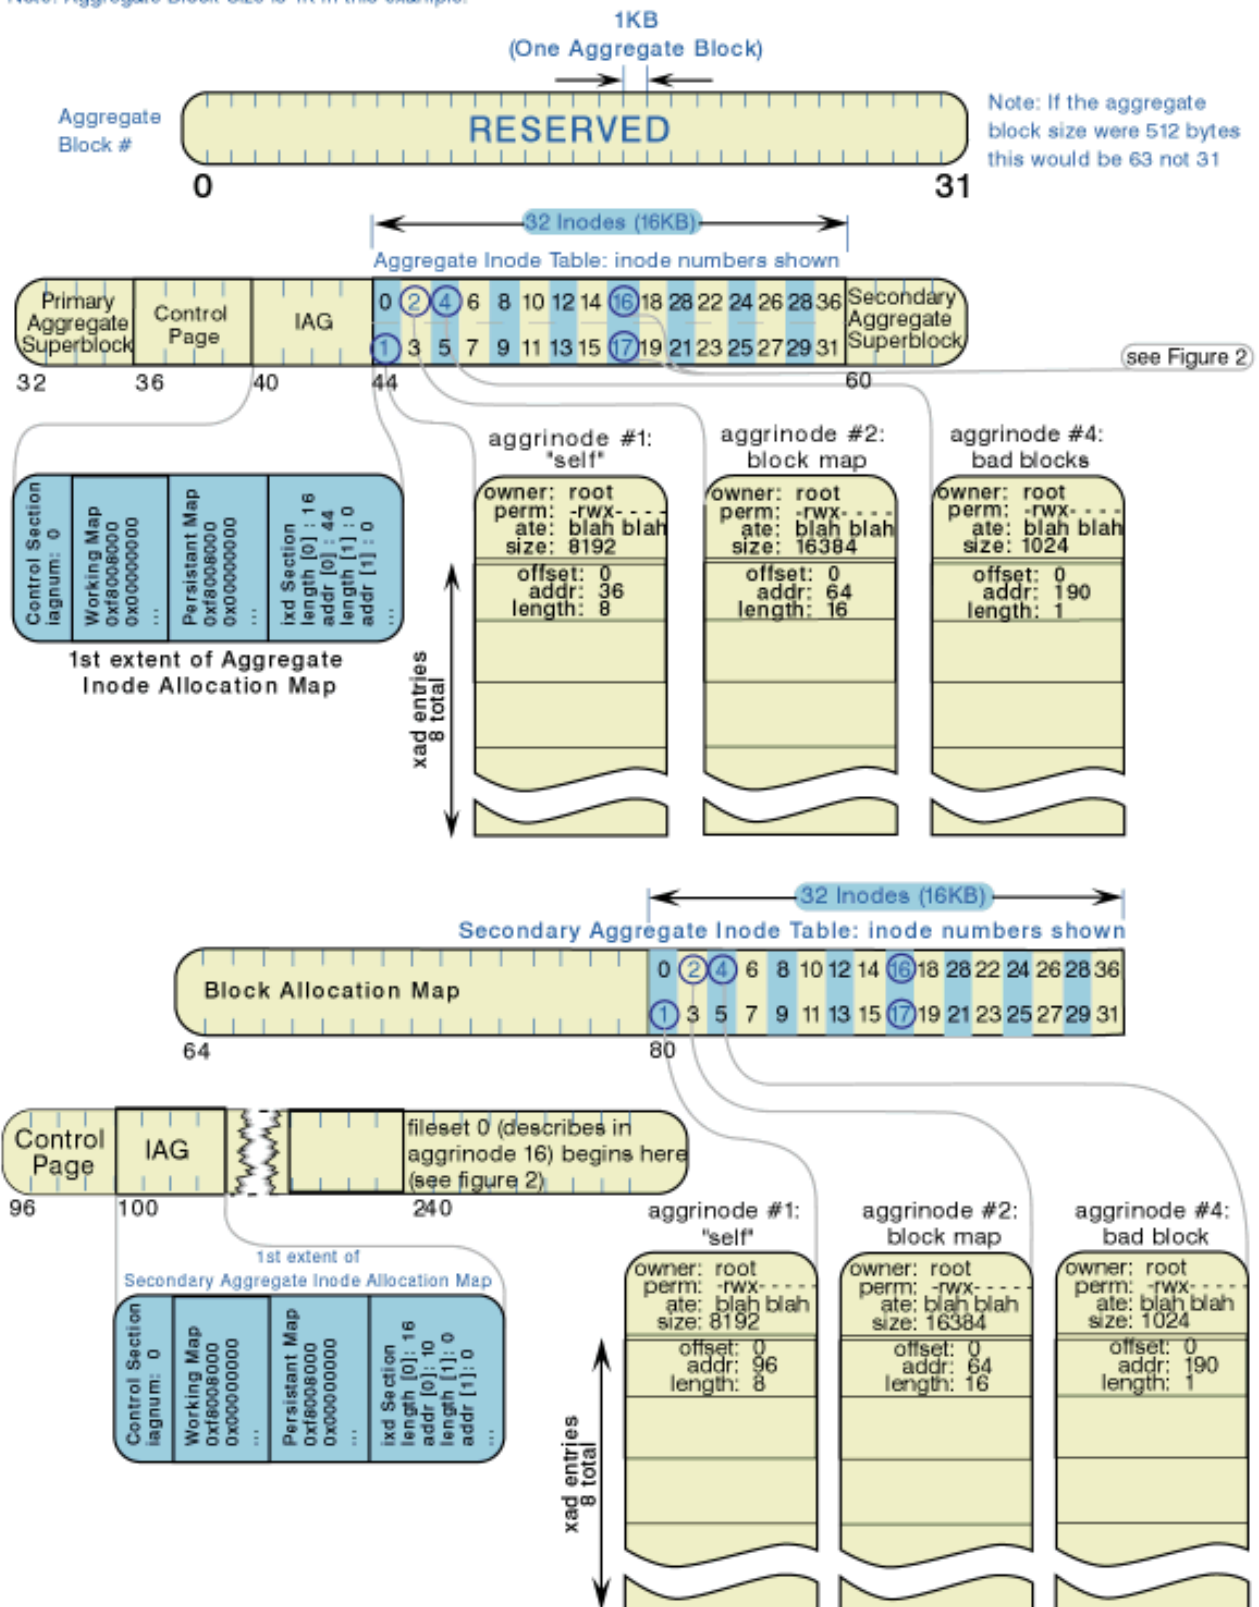 Note: Aggregate Block Size is 1K in this example.
1KB
(One Aggregate Block)
Aggregate
Block #
RESERVED
Note: If the aggregate
block size were 512 bytes
this would be 63 not 31
0
31
32 Inodes (16KB)
Aggregate Inode Table: inode numbers shown
Primary
Aggregate
Superblock
Control
Page
IAG
0 2 4 6 8 10 12 14 16 18 28 22 24 26 28 36
1 3 5 7 9 11 13 15 17 19 21 23 25 27 29 31
Secondary
Aggregate
Superblock
see Figure 2
32
36
40
44
60
Control Section
iagnum: 0
Working Map
0xf8008000
0x00000000
...
Persistant Map
0xf8008000
0x00000000
...
ixd Section
length [0] : 16
addr [0] : 44
length [1] : 0
addr [1] : 0
...
1st extent of Aggregate
Inode Allocation Map
aggrinode #1:
"self"
owner: root
perm: -rwx- - - -
ate: blah blah
size: 8192
offset: 0
addr: 36
length: 8
aggrinode #2:
block map
owner: root
perm: -rwx- - - -
ate: blah blah
size: 16384
offset: 0
addr: 64
length: 16
aggrinode #4:
bad blocks
owner: root
perm: -rwx- - - -
ate: blah blah
size: 1024
offset: 0
addr: 190
length: 1
xad entries
8 total
32 Inodes (16KB)
Secondary Aggregate Inode Table: inode numbers shown
Block Allocation Map
0 2 4 6 8 10 12 14 16 18 28 22 24 26 28 36
1 3 5 7 9 11 13 15 17 19 21 23 25 27 29 31
64
80
Control
Page
IAG
fileset 0 (describes in
aggrinode 16) begins here
(see figure 2)
96
100
240
1st extent of
Secondary Aggregate Inode Allocation Map
Control Section
iagnum: 0
Working Map
0xf8008000
0x00000000
...
Persistant Map
0xf8008000
0x00000000
...
ixd Section
length [0]: 16
addr [0]: 10
length [1]: 0
addr [1]: 0
...
aggrinode #1:
"self"
owner: root
perm: -rwx- - - - -
ate: blah blah
size: 8192
offset: 0
addr: 96
length: 8
aggrinode #2:
block map
owner: root
perm: -rwx- - - - -
ate: blah blah
size: 16384
offset: 0
addr: 64
length: 16
aggrinode #4:
bad block
owner: root
perm: -rwx- - - - -
ate: blah blah
size: 1024
offset: 0
addr: 190
length: 1
xad entries
8 total